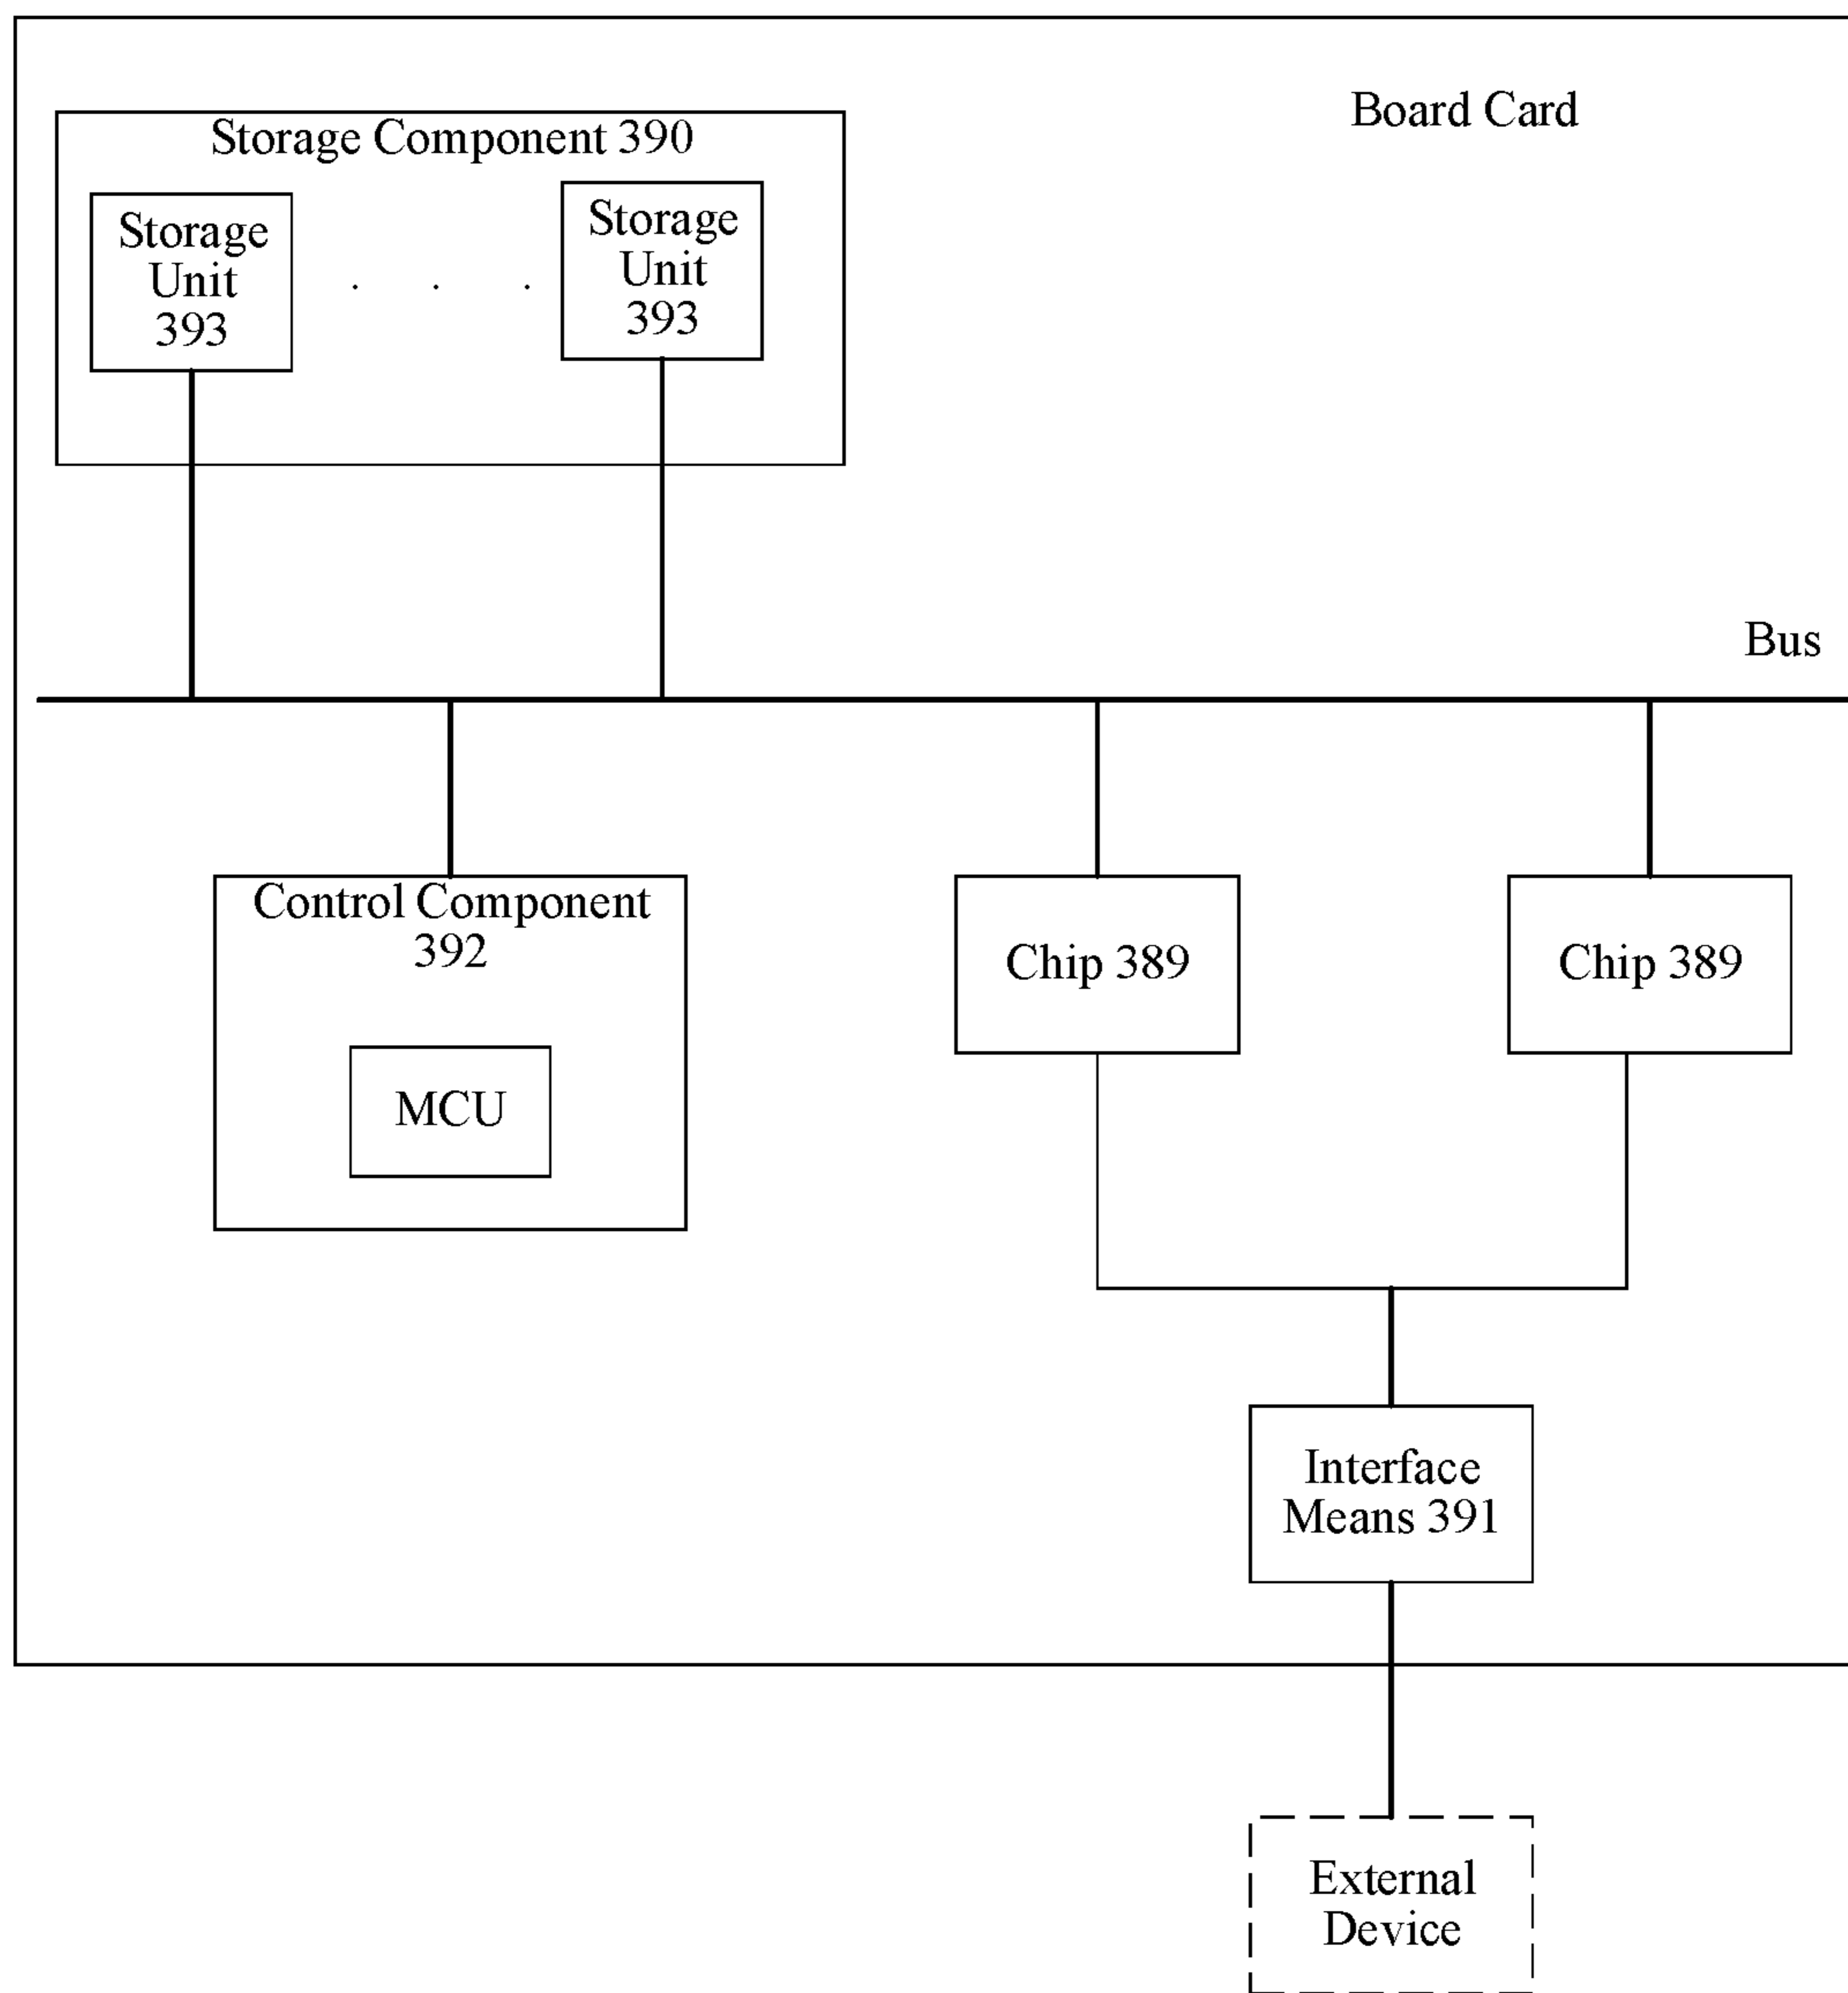 Board Card
Storage Component 390
Storage
Unit
393
. . .
Storage
Unit
393
Bus
Control Component
392
MCU
Chip 389
Chip 389
Interface
Means 391
External
Device